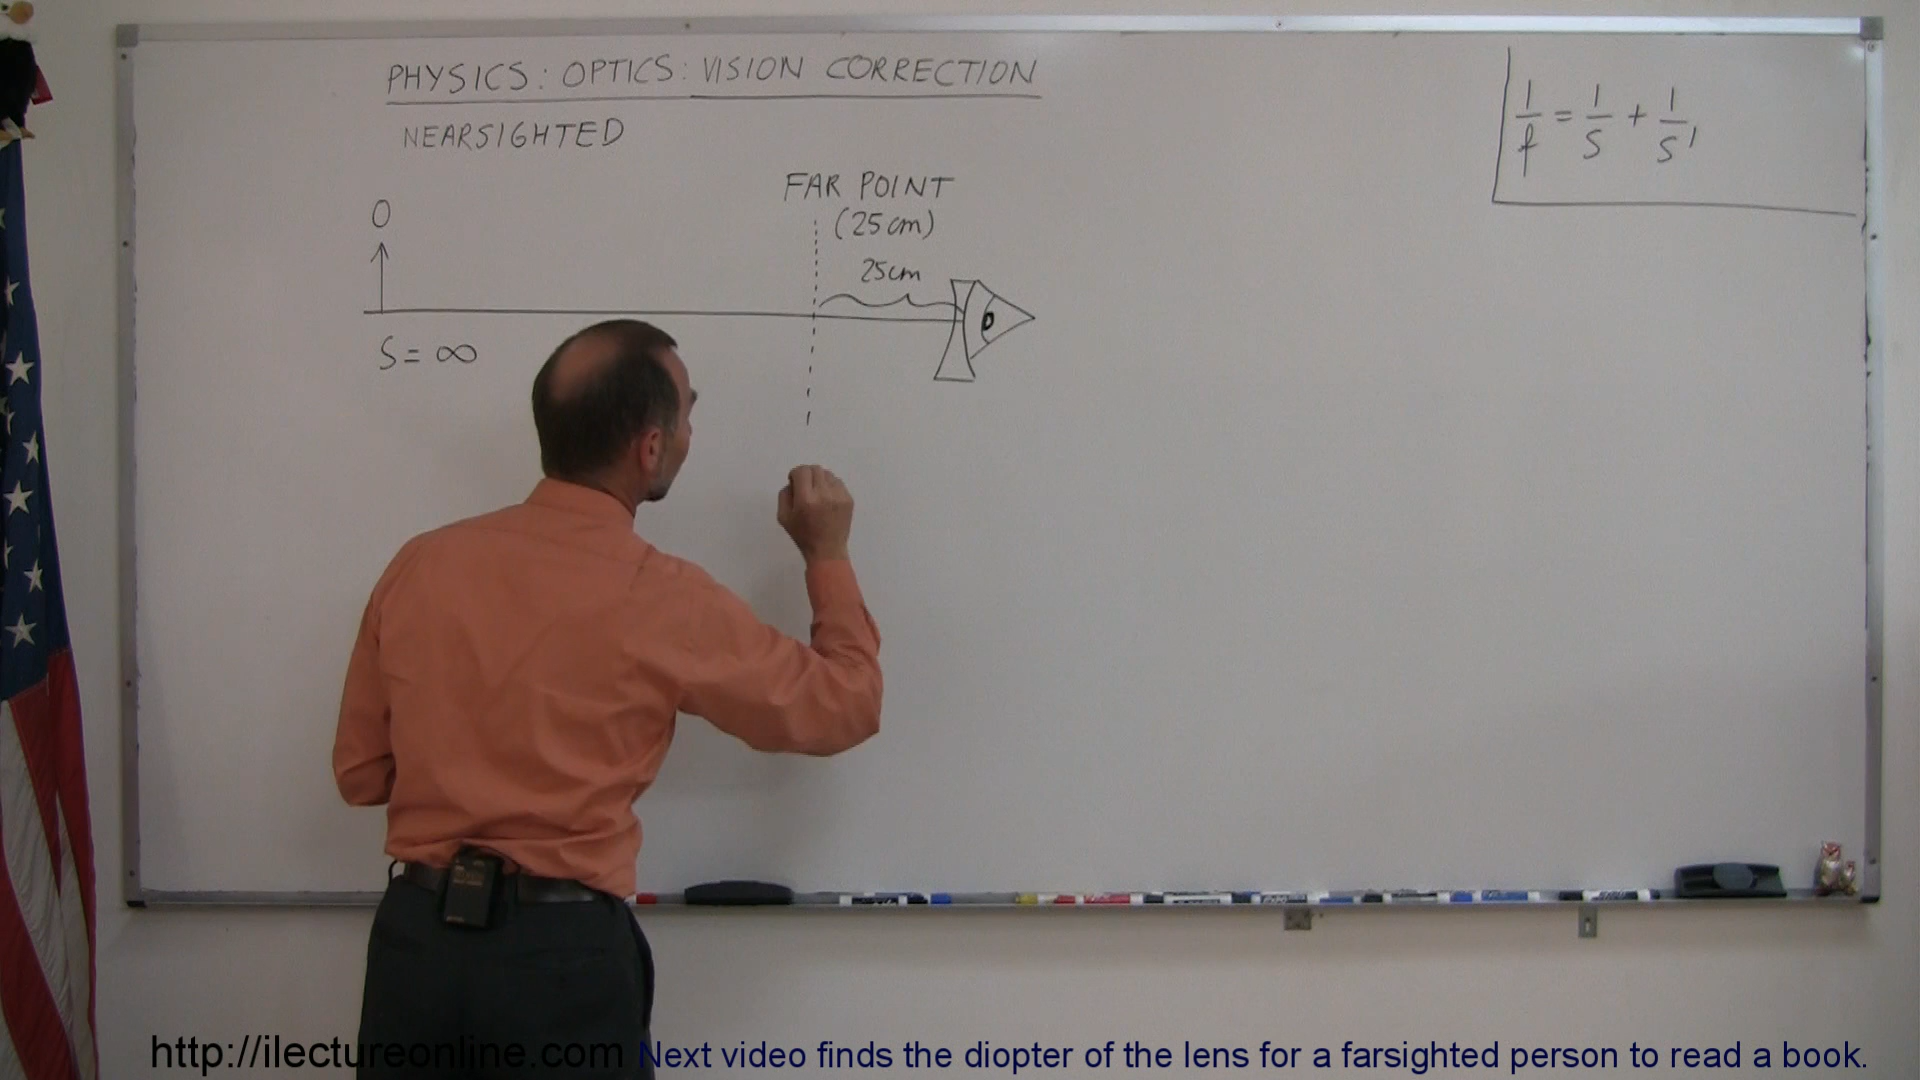 PHYSICS: OPTICS: VISION CORRECTION
NEARSIGHTED
1/f = 1/S + 1/S'
FAR POINT
(25cm)
O
25cm
S = ∞
http://ilectureonline.com Next video finds the diopter of the lens for a farsighted person to read a book.